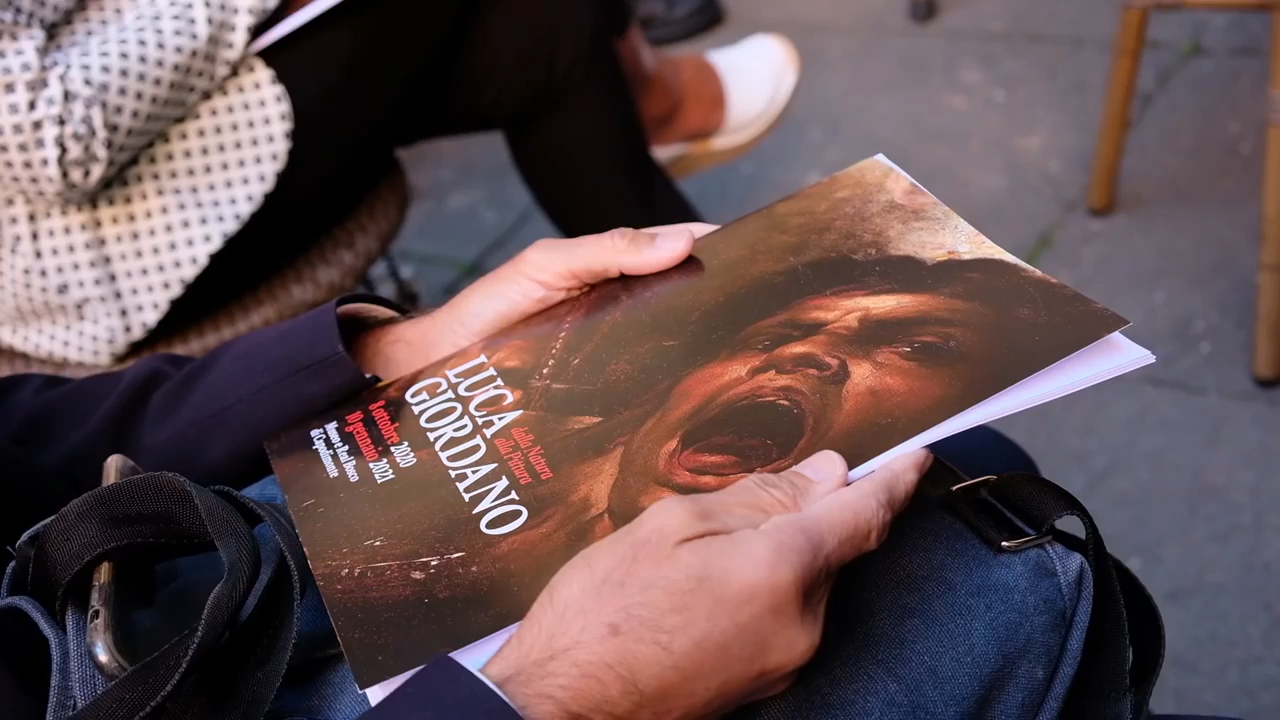 LUCA
GIORDANO
dalla Natura
alla Pittura
8 ottobre 2020
10 gennaio 2021
Museo e Real Bosco
di Capodimonte